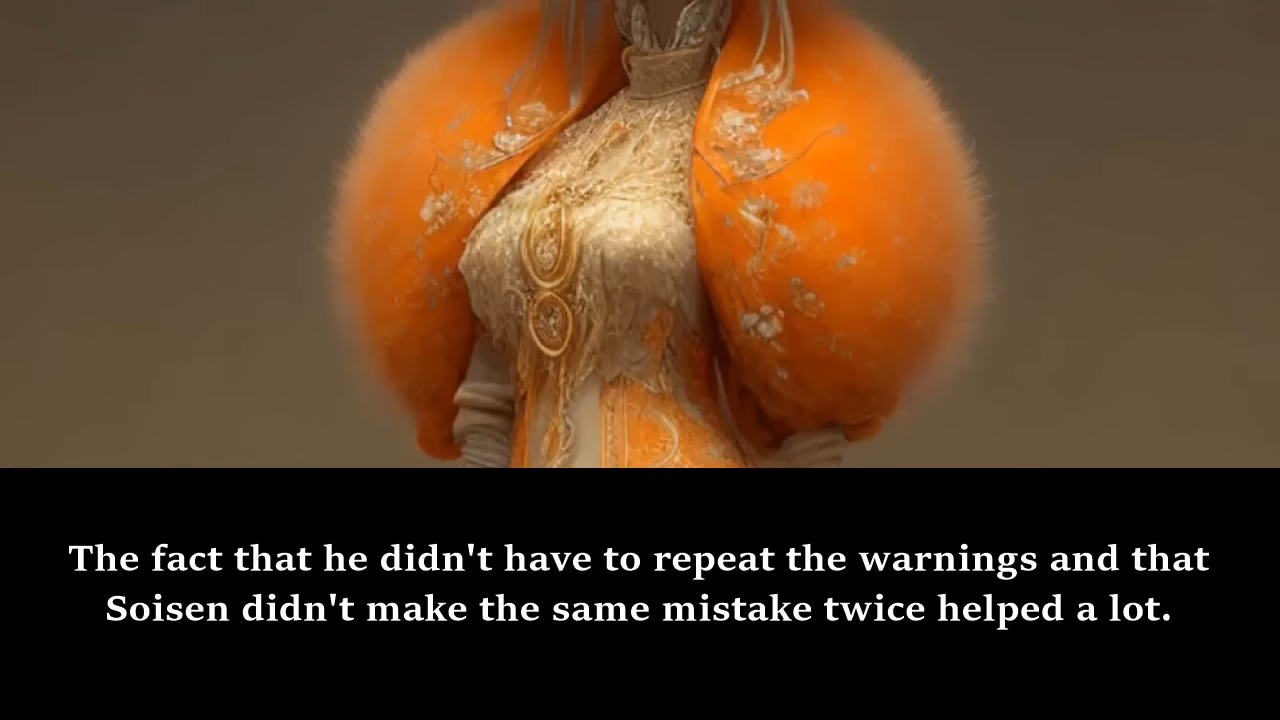 The fact that he didn't have to repeat the warnings and that
Soisen didn't make the same mistake twice helped a lot.